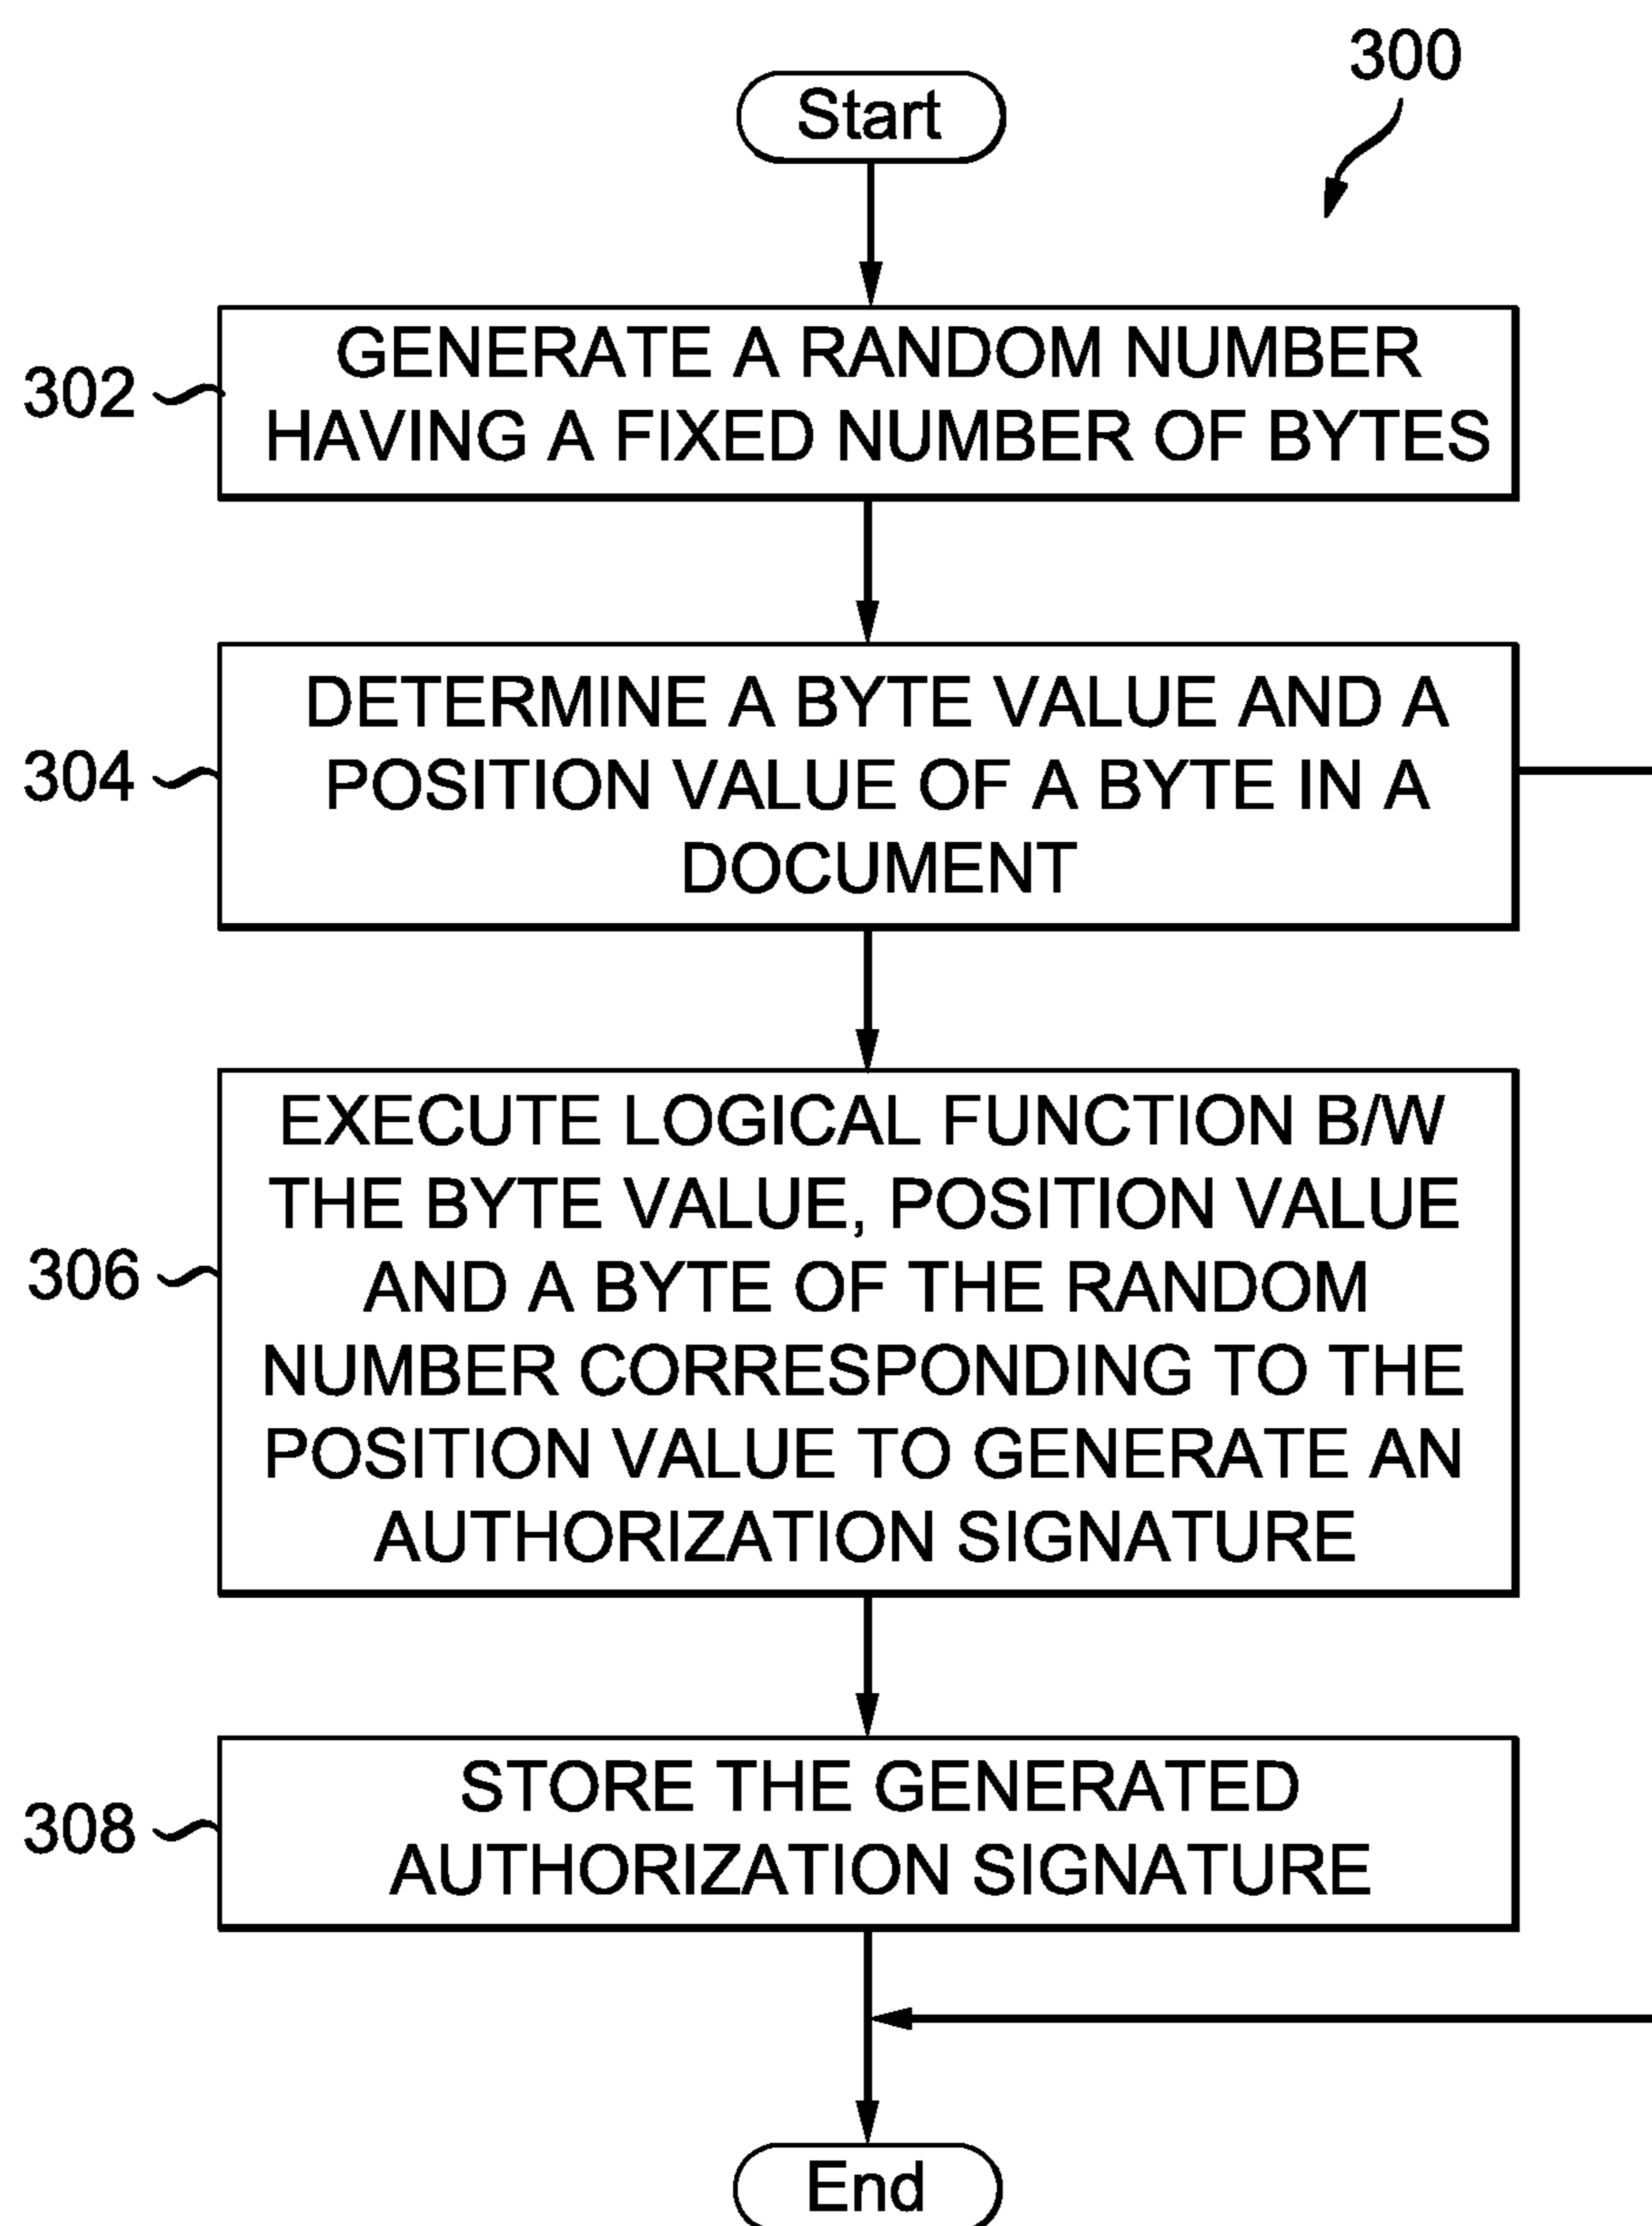 300
Start
302
GENERATE A RANDOM NUMBER
HAVING A FIXED NUMBER OF BYTES
304
DETERMINE A BYTE VALUE AND A
POSITION VALUE OF A BYTE IN A
DOCUMENT
306
EXECUTE LOGICAL FUNCTION B/W
THE BYTE VALUE, POSITION VALUE
AND A BYTE OF THE RANDOM
NUMBER CORRESPONDING TO THE
POSITION VALUE TO GENERATE AN
AUTHORIZATION SIGNATURE
308
STORE THE GENERATED
AUTHORIZATION SIGNATURE
End